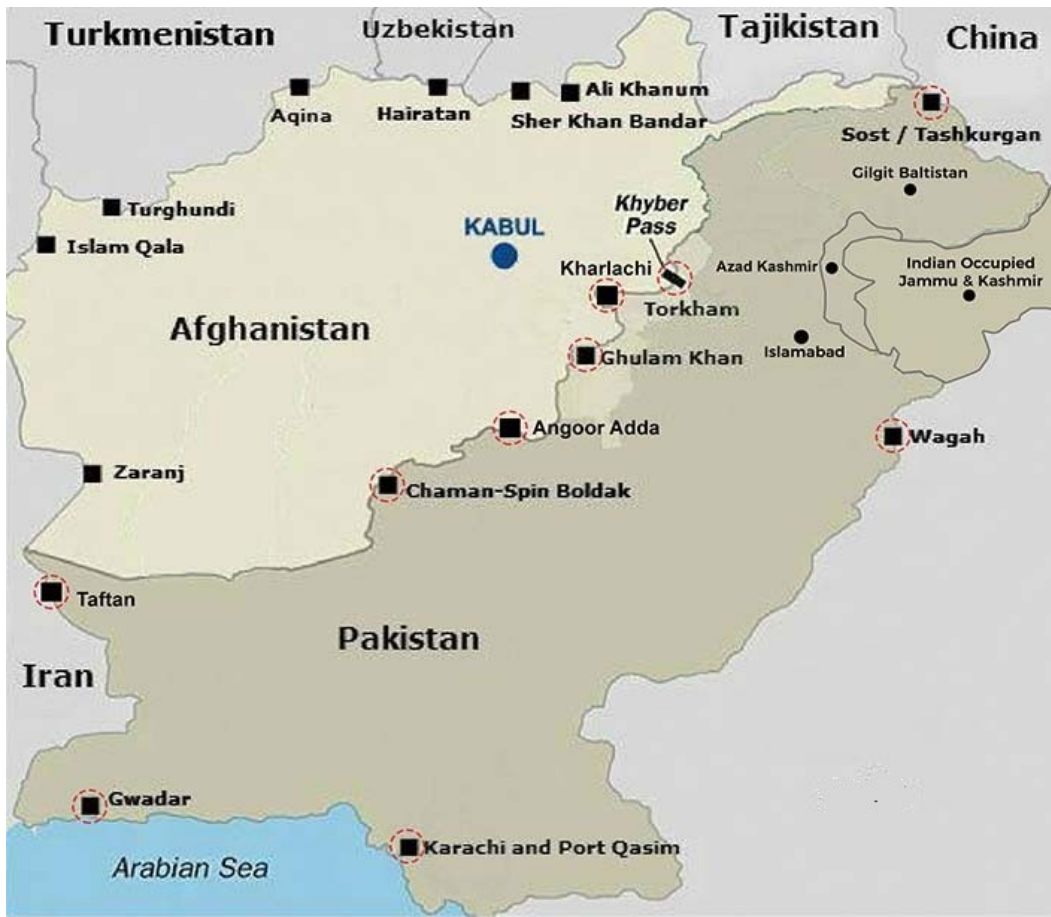 Turkmenistan
Uzbekistan
Tajikistan
China
Aqina
Hairatan
Ali Khanum
Sher Khan Bandar
Sost / Tashkurgan
Gilgit Baltistan
Turghundi
Islam Qala
KABUL
Khyber
Pass
Kharlachi
Torkham
Azad Kashmir
Indian Occupied
Jammu & Kashmir
Afghanistan
Islamabad
Ghulam Khan
Angoor Adda
Wagah
Zaranj
Chaman-Spin Boldak
Taftan
Pakistan
Iran
Gwadar
Karachi and Port Qasim
Arabian Sea